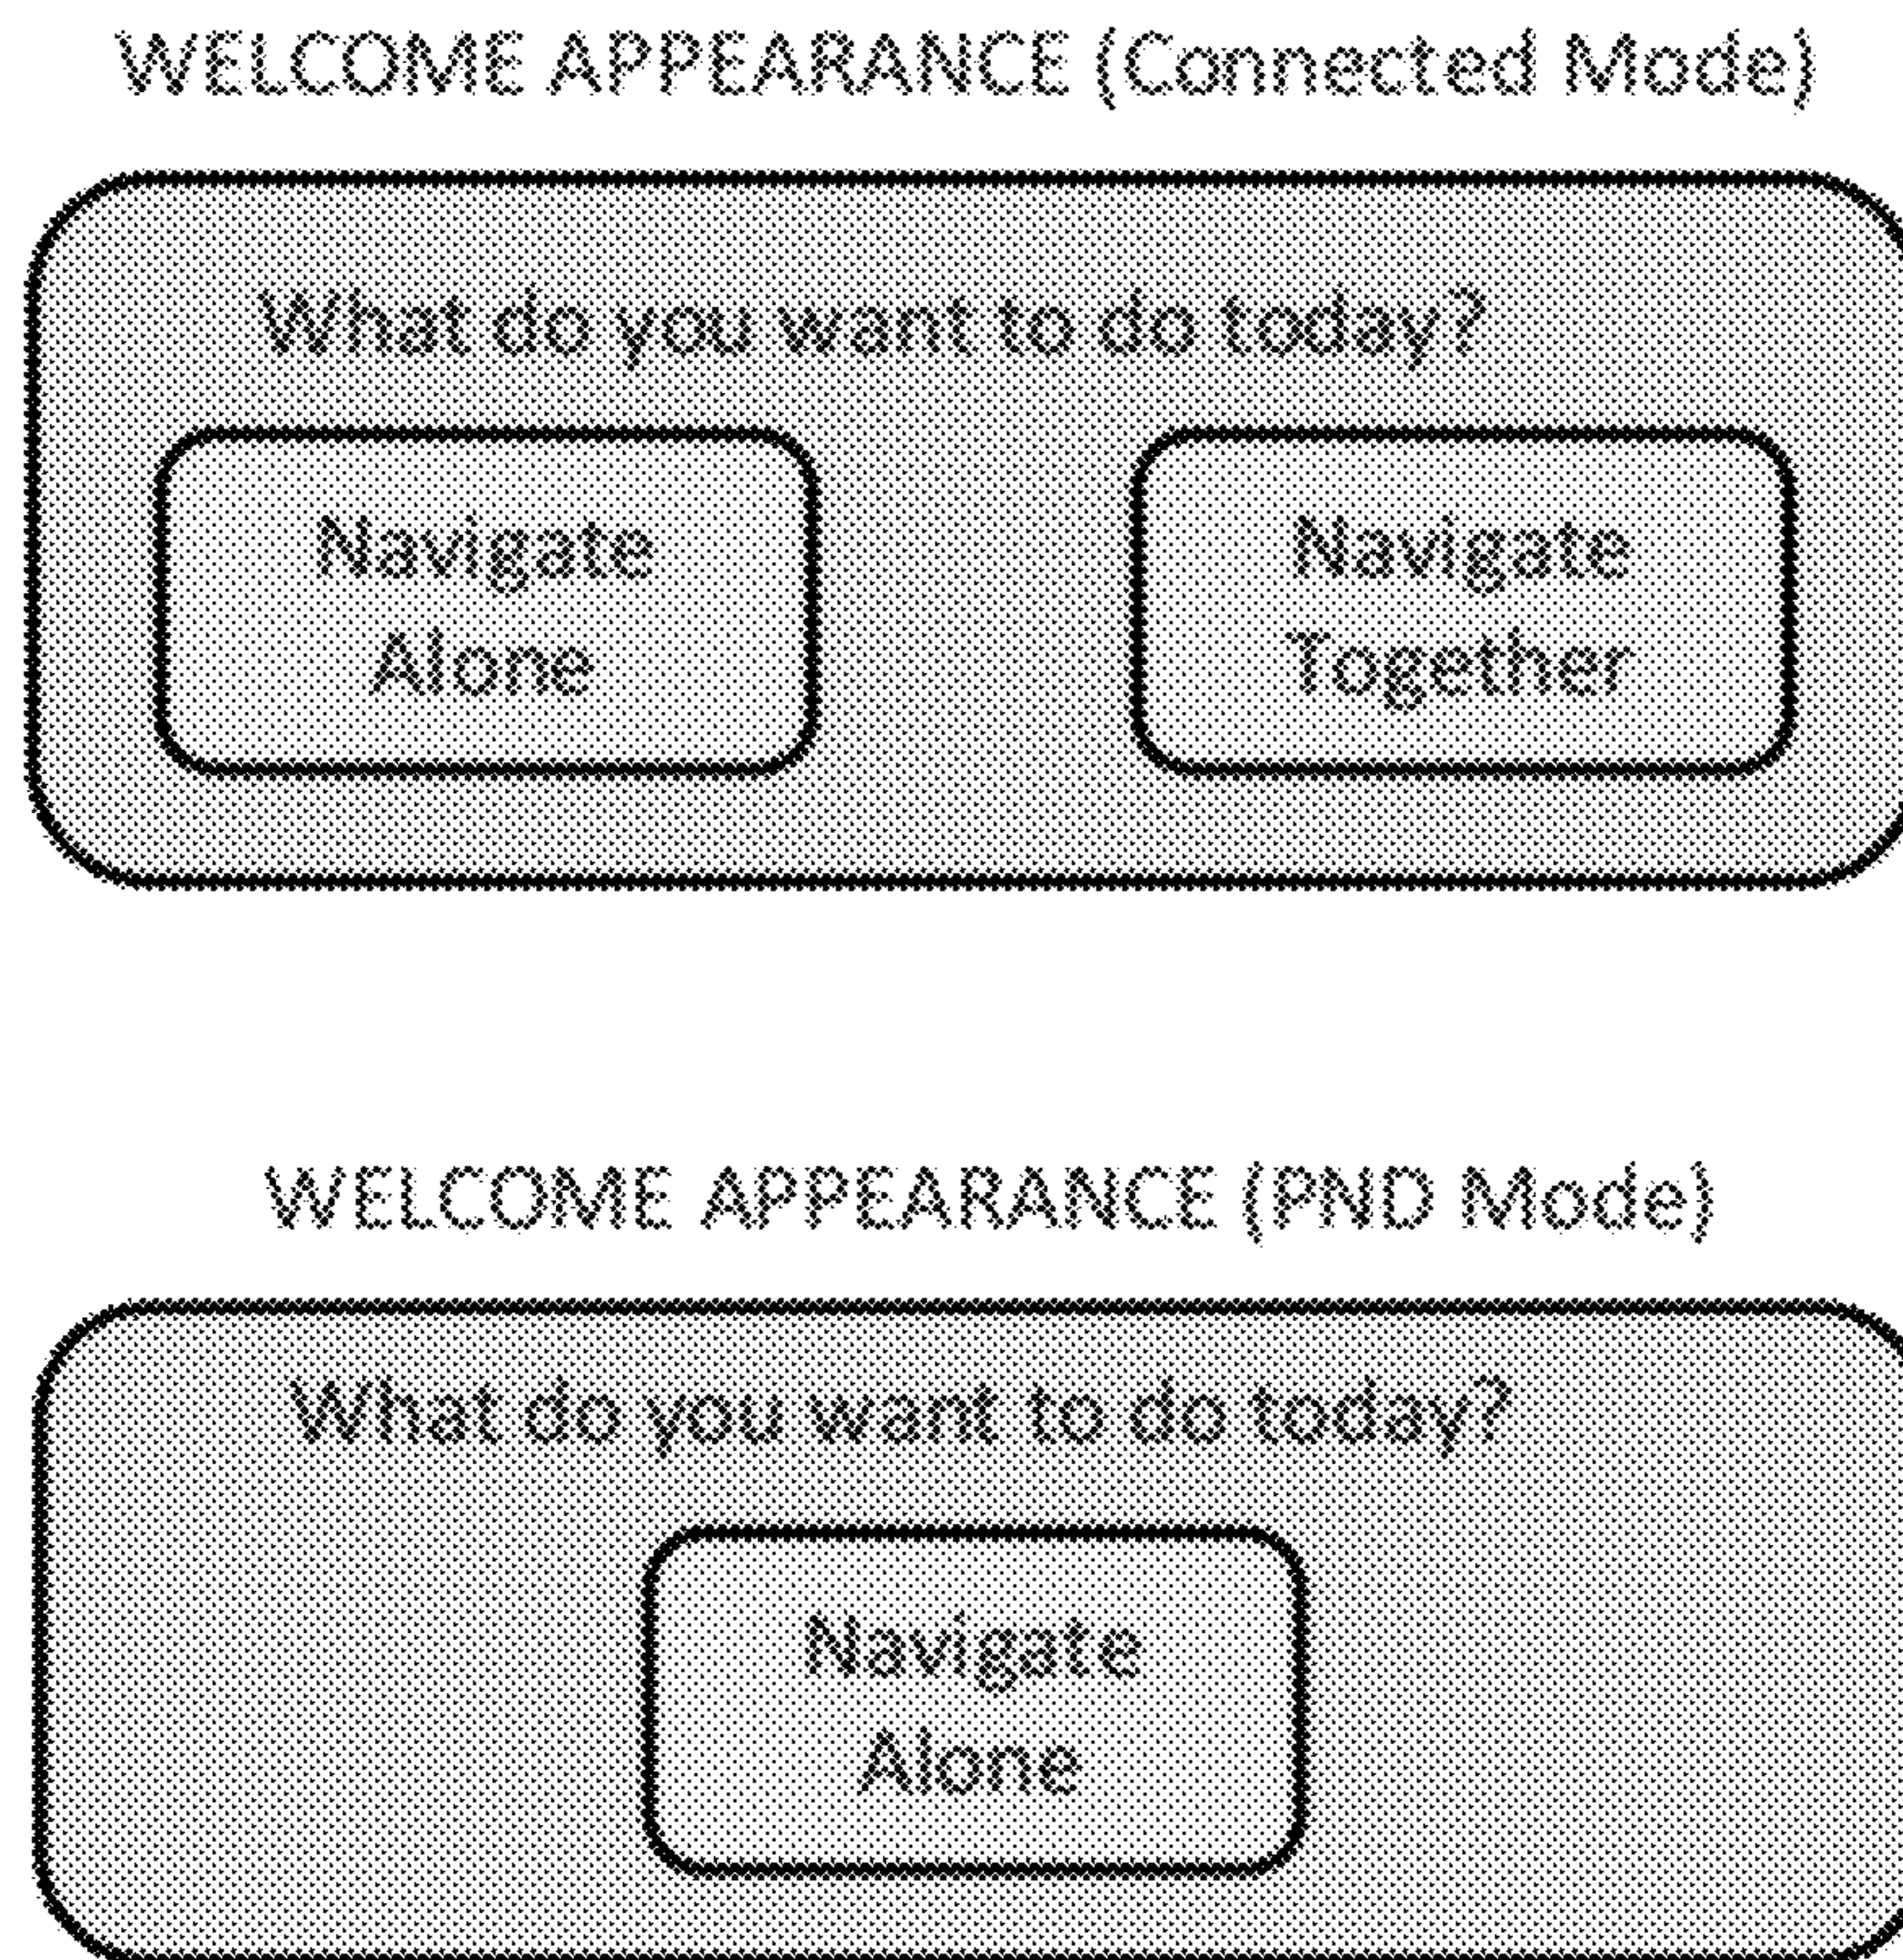 WELCOME APPEARANCE (Connected Mode)
What do you want to do today?
Navigate
Alone
Navigate
Together
WELCOME APPEARANCE (PND Mode)
What do you want to do today?
Navigate
Alone